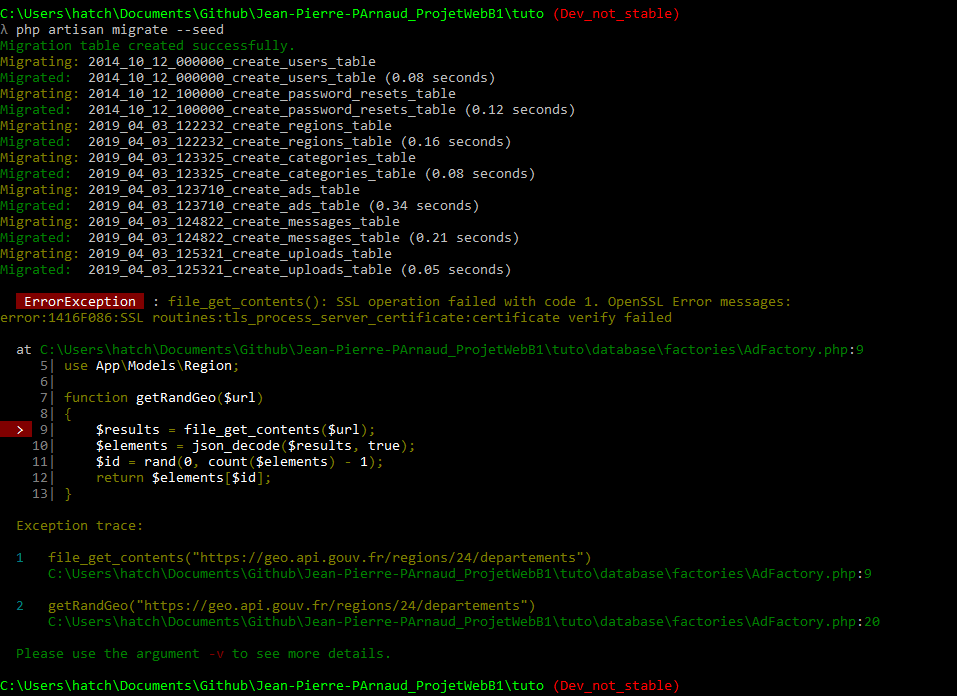 C:\Users\hatch\Documents\Github\Jean-Pierre-PArnaud_ProjetWebB1\tuto (Dev_not_stable)
λ php artisan migrate --seed
Migration table created successfully.
Migrating: 2014_10_12_000000_create_users_table
Migrated:  2014_10_12_000000_create_users_table (0.08 seconds)
Migrating: 2014_10_12_100000_create_password_resets_table
Migrated:  2014_10_12_100000_create_password_resets_table (0.12 seconds)
Migrating: 2019_04_03_122232_create_regions_table
Migrated:  2019_04_03_122232_create_regions_table (0.16 seconds)
Migrating: 2019_04_03_123325_create_categories_table
Migrated:  2019_04_03_123325_create_categories_table (0.08 seconds)
Migrating: 2019_04_03_123710_create_ads_table
Migrated:  2019_04_03_123710_create_ads_table (0.34 seconds)
Migrating: 2019_04_03_124822_create_messages_table
Migrated:  2019_04_03_124822_create_messages_table (0.21 seconds)
Migrating: 2019_04_03_125321_create_uploads_table
Migrated:  2019_04_03_125321_create_uploads_table (0.05 seconds)
ErrorException : file_get_contents(): SSL operation failed with code 1. OpenSSL Error messages:
error:1416F086:SSL routines:tls_process_server_certificate:certificate verify failed
at C:\Users\hatch\Documents\Github\Jean-Pierre-PArnaud_ProjetWebB1\tuto\database\factories\AdFactory.php:9
5| use App\Models\Region;
6|
7| function getRandGeo($url)
8| {
> 9|     $results = file_get_contents($url);
10|     $elements = json_decode($results, true);
11|     $id = rand(0, count($elements) - 1);
12|     return $elements[$id];
13| }
Exception trace:
1   file_get_contents("https://geo.api.gouv.fr/regions/24/departements")
C:\Users\hatch\Documents\Github\Jean-Pierre-PArnaud_ProjetWebB1\tuto\database\factories\AdFactory.php:9
2   getRandGeo("https://geo.api.gouv.fr/regions/24/departements")
C:\Users\hatch\Documents\Github\Jean-Pierre-PArnaud_ProjetWebB1\tuto\database\factories\AdFactory.php:20
Please use the argument -v to see more details.
C:\Users\hatch\Documents\Github\Jean-Pierre-PArnaud_ProjetWebB1\tuto (Dev_not_stable)